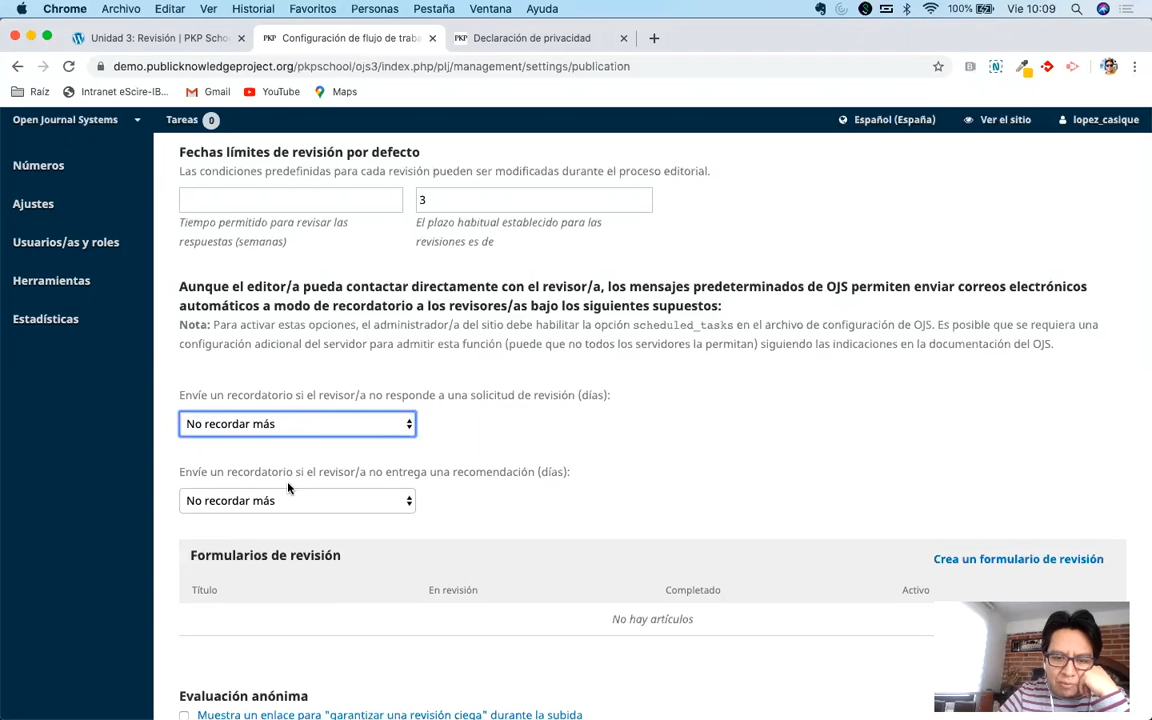 Chrome Archivo Editar Ver Historial Favoritos Personas Pestaña Ventana Ayuda 100% Vie 10:09
Unidad 3: Revisión | PKP Scho
PKP Configuración de flujo de traba
PKP Declaración de privacidad
demo.publicknowledgeproject.org/pkpschool/ojs3/index.php/plj/management/settings/publication
Raíz Intranet eScire-IB... Gmail YouTube Maps
Open Journal Systems Tareas 0 Español (España) Ver el sitio lopez_casique
Números
Ajustes
Usuarios/as y roles
Herramientas
Estadísticas
Fechas límites de revisión por defecto
Las condiciones predefinidas para cada revisión pueden ser modificadas durante el proceso editorial.
3
Tiempo permitido para revisar las
respuestas (semanas)
El plazo habitual establecido para las
revisiones es de
Aunque el editor/a pueda contactar directamente con el revisor/a, los mensajes predeterminados de OJS permiten enviar correos electrónicos
automáticos a modo de recordatorio a los revisores/as bajo los siguientes supuestos:
Nota: Para activar estas opciones, el administrador/a del sitio debe habilitar la opción scheduled_tasks en el archivo de configuración de OJS. Es posible que se requiera una
configuración adicional del servidor para admitir esta función (puede que no todos los servidores la permitan) siguiendo las indicaciones en la documentación del OJS.
Envíe un recordatorio si el revisor/a no responde a una solicitud de revisión (días):
No recordar más
Envíe un recordatorio si el revisor/a no entrega una recomendación (días):
No recordar más
Formularios de revisión
Crea un formulario de revisión
Título En revisión Completado Activo
No hay artículos
Evaluación anónima
Muestra un enlace para "garantizar una revisión ciega" durante la subida